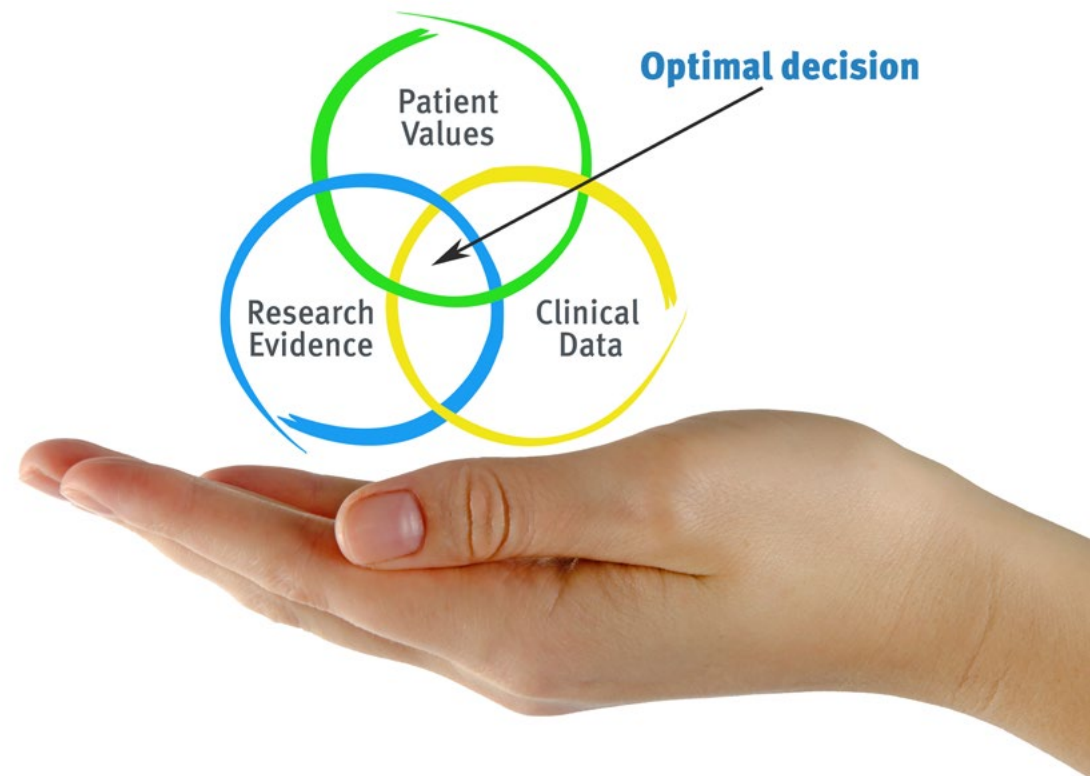 Optimal decision
Patient
Values
Research
Evidence
Clinical
Data